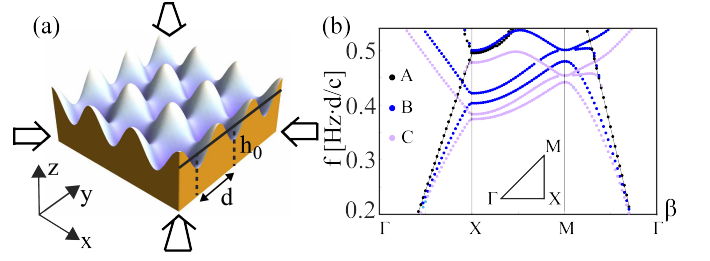 (a)
h0
d
z
y
x
(b)
f [Hz·d/c]
0.5
0.4
0.3
0.2
A
B
C
M
Γ
X
Γ
X
M
Γ
β